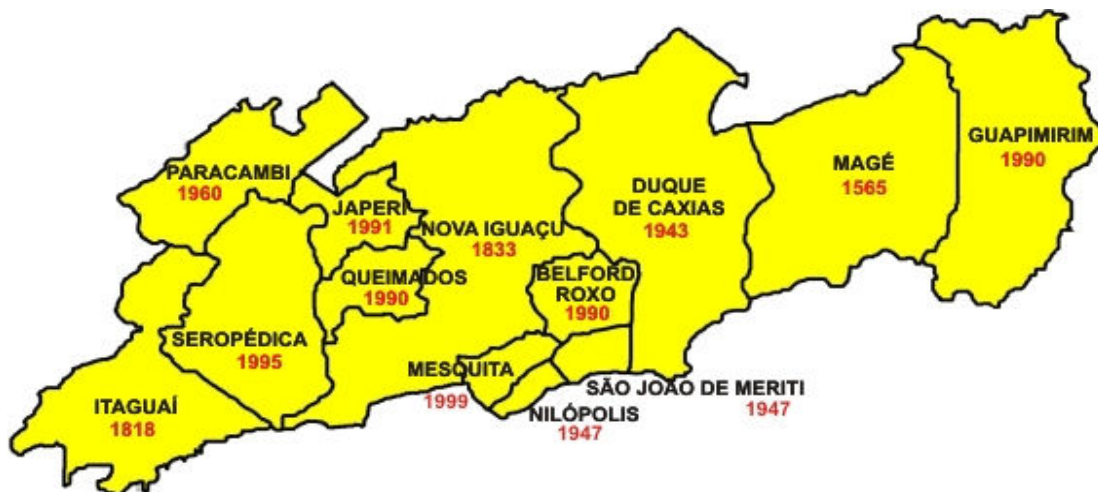 PARACAMBI
1960
JAPERI
1991
NOVA IGUAÇU
1833
DUQUE
DE CAXIAS
1943
MAGÉ
1565
GUAPIMIRIM
1990
QUEIMADOS
1990
BELFORD
ROXO
1990
SEROPÉDICA
1995
MESQUITA
1999
ITAGUAÍ
1818
NILÓPOLIS
1947
SÃO JOÃO DE MERITI
1947